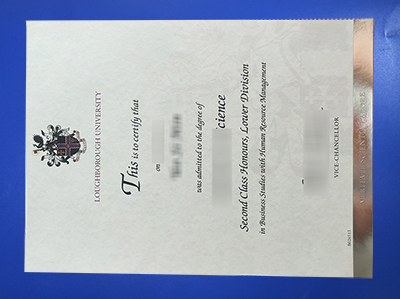 LOUGHBOROUGH UNIVERSITY
This is to certify that
on
was admitted to the degree of
cience
Second Class Honours, Lower Division
in Business Studies with Human Resource Management
VICE-CHANCELLOR